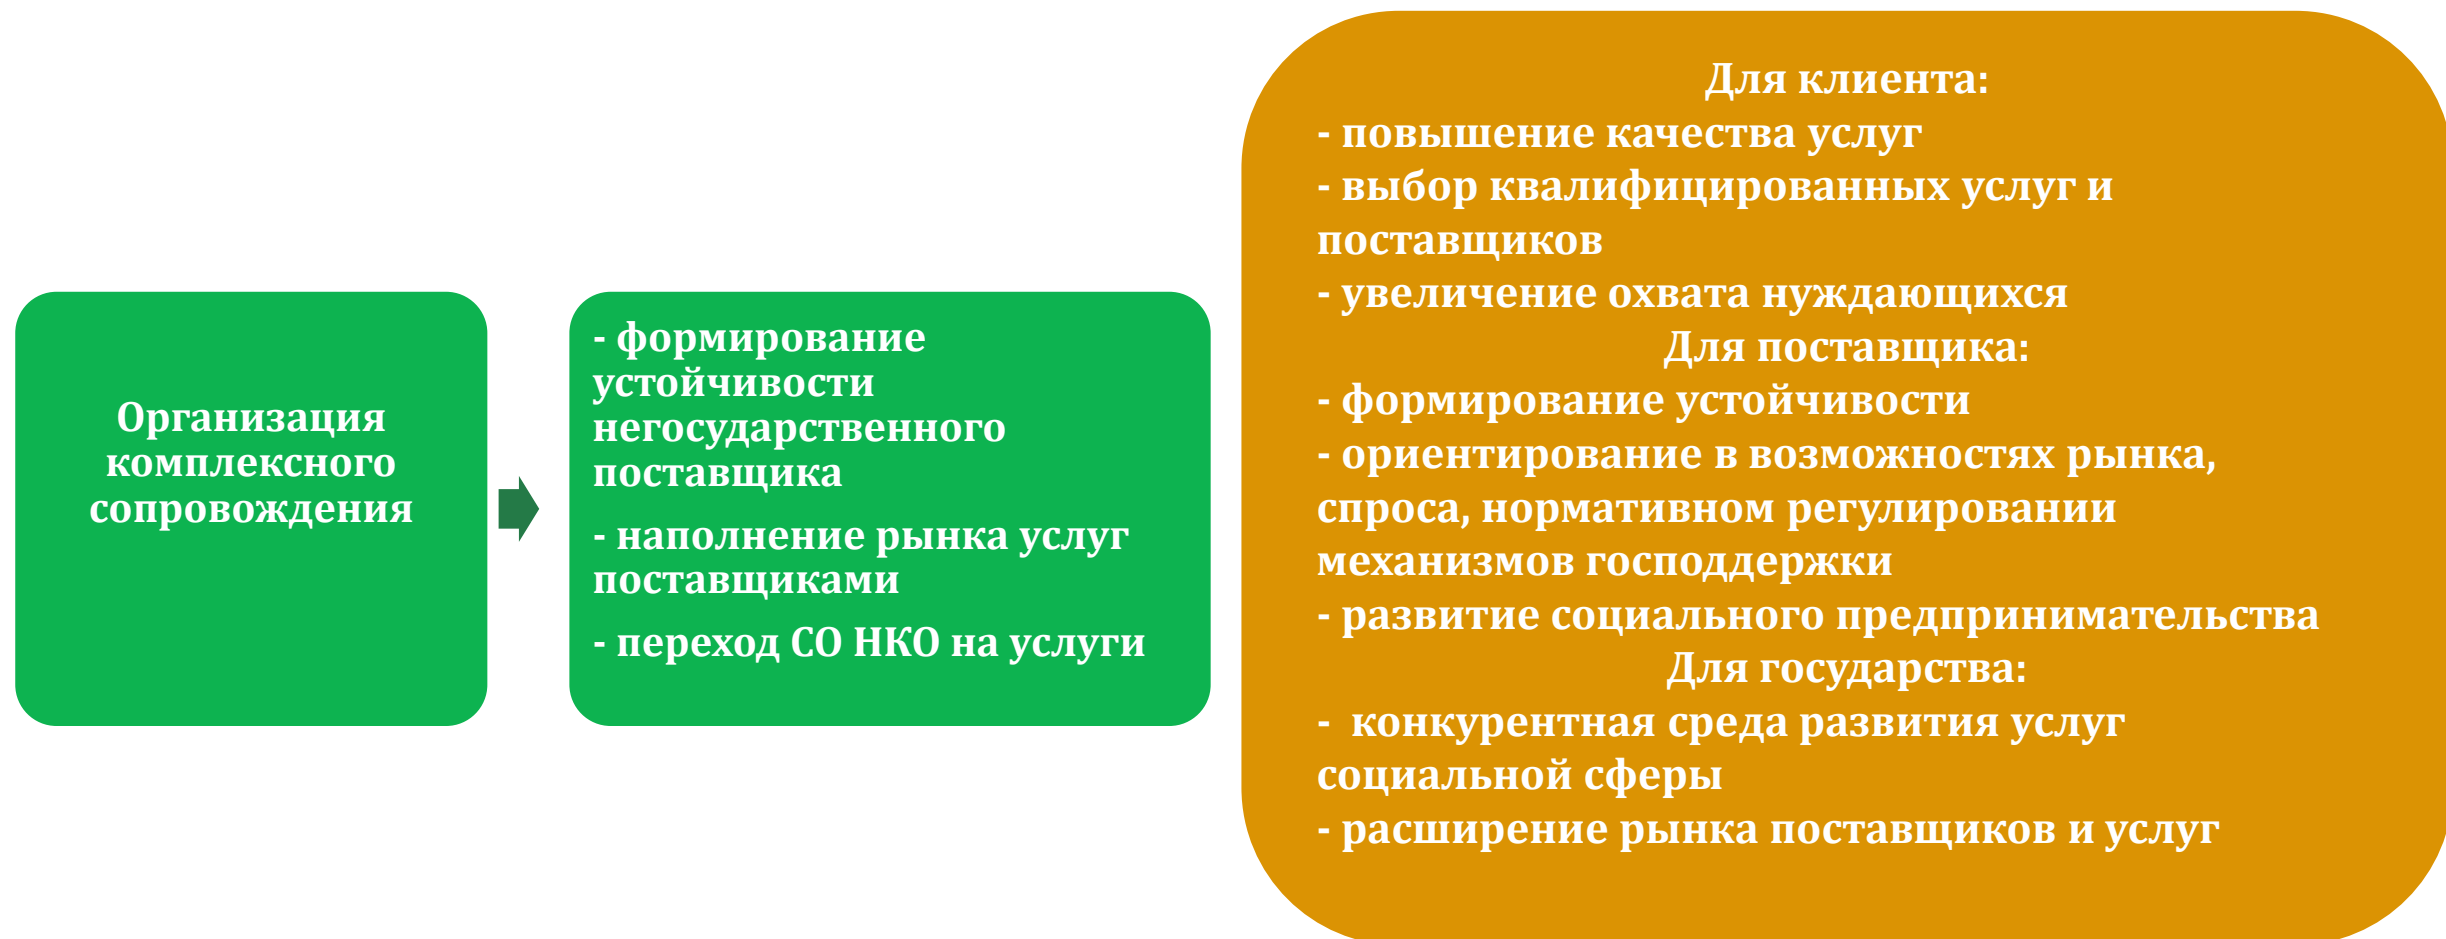 Организация
комплексного
сопровождения
- формирование
устойчивости
негосударственного
поставщика
- наполнение рынка услуг
поставщиками
- переход СО НКО на услуги
Для клиента:
- повышение качества услуг
- выбор квалифицированных услуг и
поставщиков
- увеличение охвата нуждающихся
Для поставщика:
- формирование устойчивости
- ориентирование в возможностях рынка,
спроса, нормативном регулировании
механизмов господдержки
- развитие социального предпринимательства
Для государства:
-  конкурентная среда развития услуг
социальной сферы
- расширение рынка поставщиков и услуг